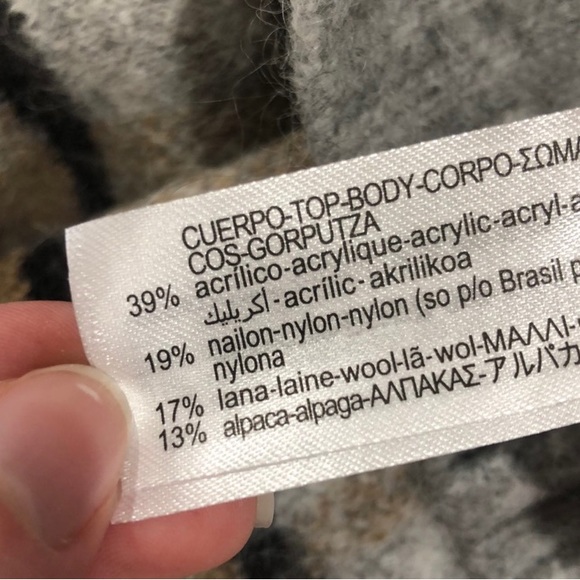 CUERPO-TOP-BODY-CORPO-ΣΩΜΑ
COS-GORPUTZA
39% acrílico-acrylique-acrylic-acryl-a
أكريليك-acrílic-akrilikoa
19% nailon-nylon-nylon (so p/o Brasil p
nylona
17% lana-laine-wool-lã-wol-ΜΑΛΛΙ-
13% alpaca-alpaga-ΑΛΠΑΚΑΣ-アルパカ